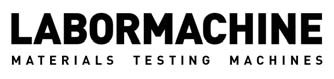 LABORMACHINE
MATERIALS TESTING MACHINES